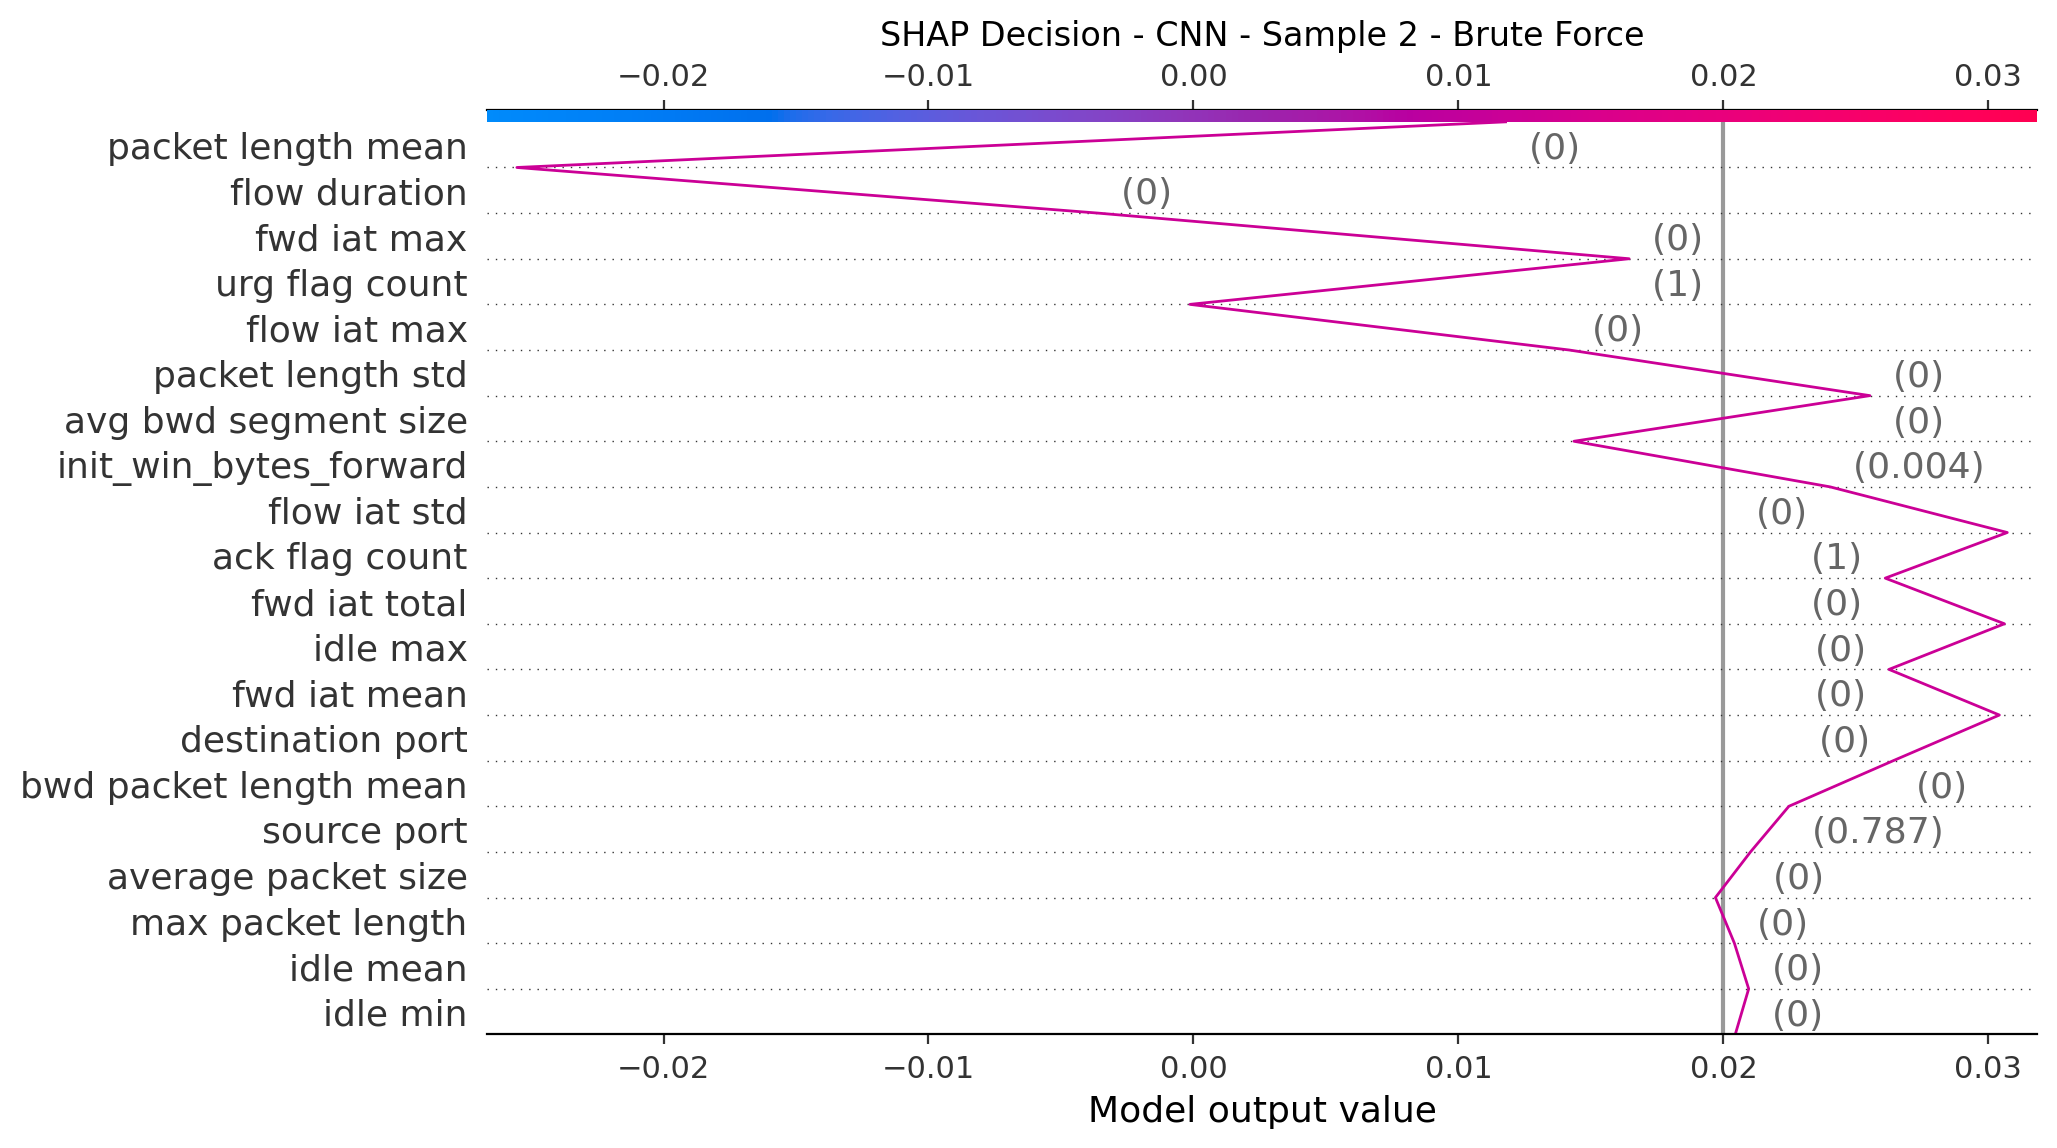 SHAP Decision - CNN - Sample 2 - Brute Force
−0.02 −0.01 0.00 0.01 0.02 0.03
packet length mean (0)
flow duration (0)
fwd iat max (0)
urg flag count (1)
flow iat max (0)
packet length std (0)
avg bwd segment size (0)
init_win_bytes_forward (0.004)
flow iat std (0)
ack flag count (1)
fwd iat total (0)
idle max (0)
fwd iat mean (0)
destination port (0)
bwd packet length mean (0)
source port (0.787)
average packet size (0)
max packet length (0)
idle mean (0)
idle min (0)
−0.02 −0.01 0.00 0.01 0.02 0.03
Model output value